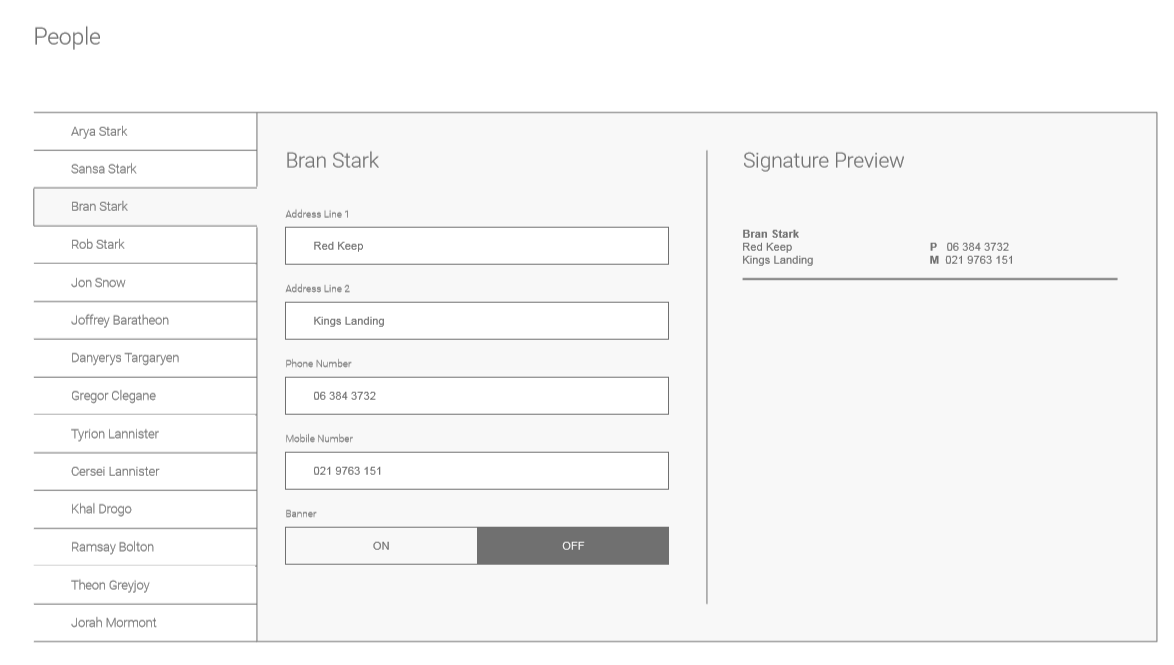 People
Arya Stark
Sansa Stark
Bran Stark
Rob Stark
Jon Snow
Joffrey Baratheon
Danyerys Targaryen
Gregor Clegane
Tyrion Lannister
Cersei Lannister
Khal Drogo
Ramsay Bolton
Theon Greyjoy
Jorah Mormont
Bran Stark
Address Line 1
Red Keep
Address Line 2
Kings Landing
Phone Number
06 384 3732
Mobile Number
021 9763 151
Banner
ON OFF
Signature Preview
Bran Stark
Red Keep P 06 384 3732
Kings Landing M 021 9763 151